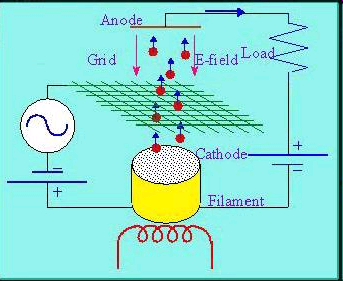 Anode
Grid
E-field
Load
Cathode
+
−
−
+
Filament